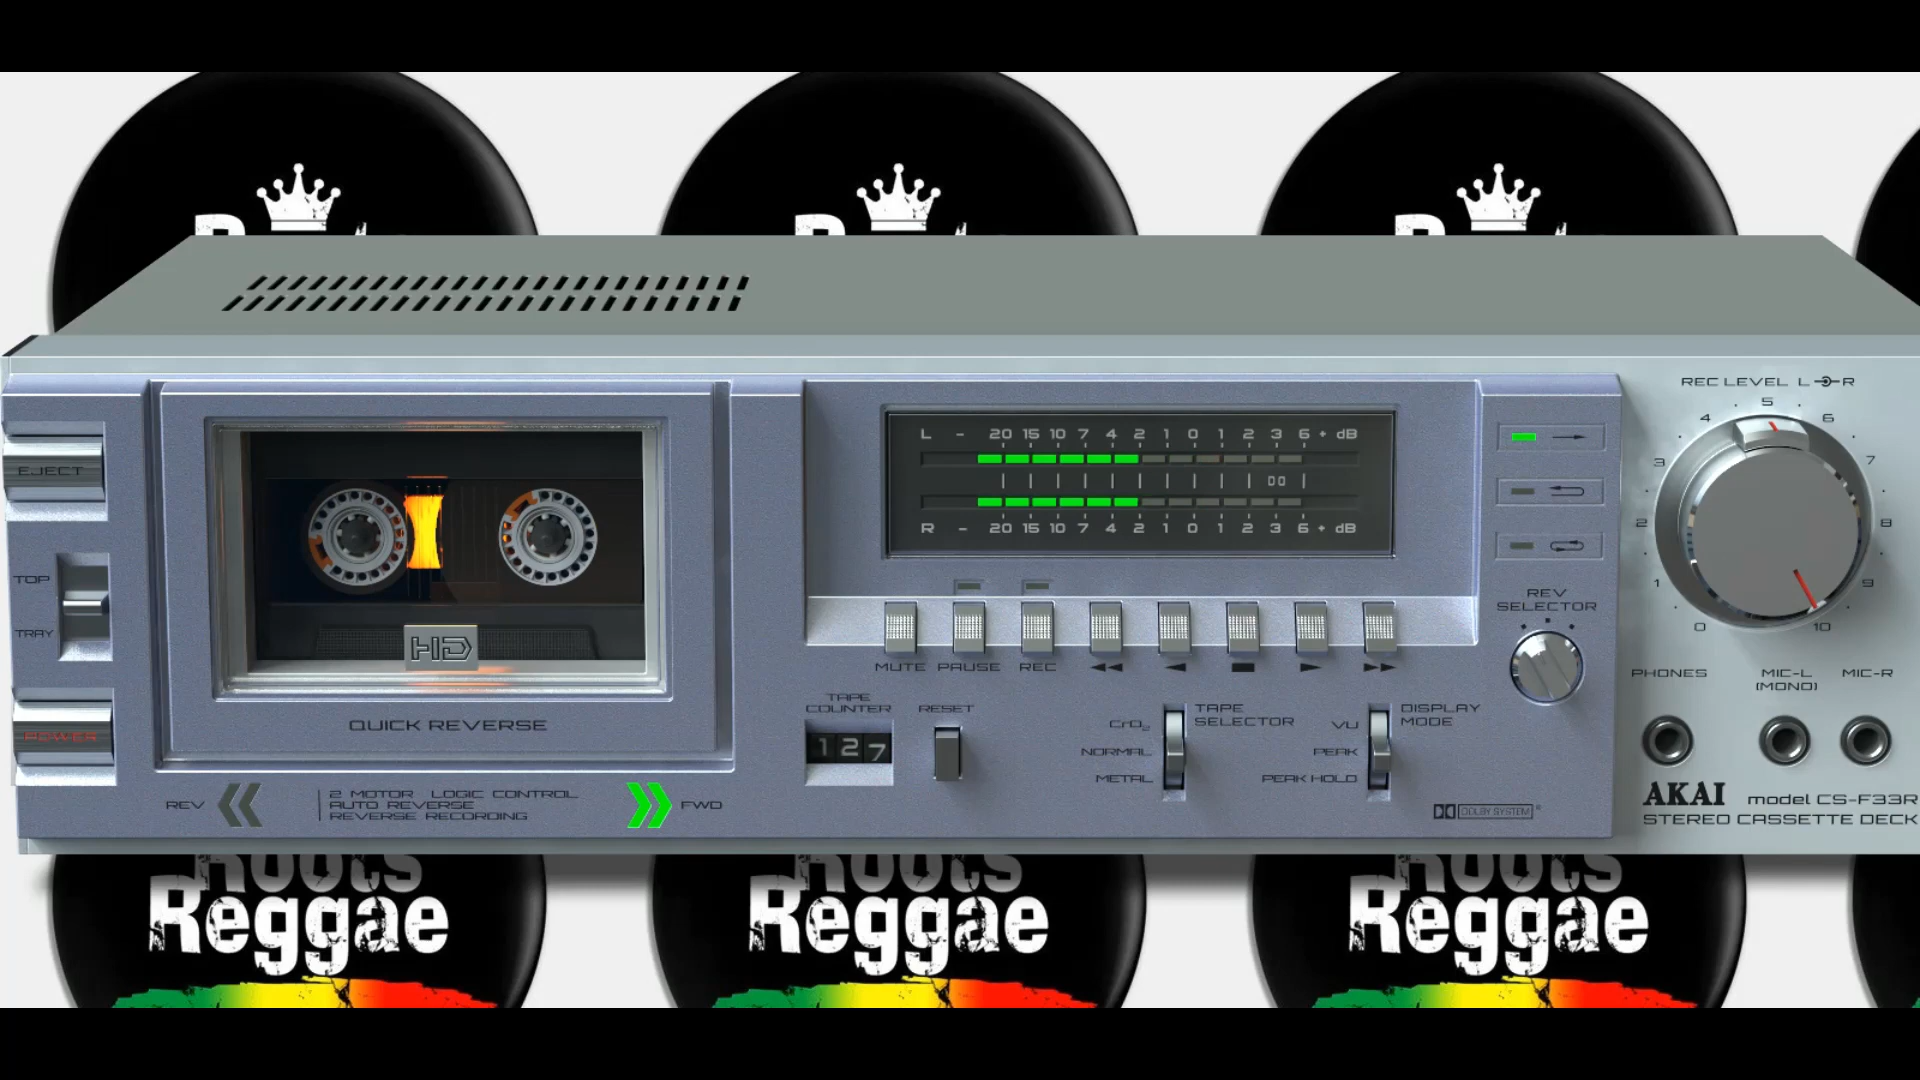 REC LEVEL L R
5
4 6
3 7
2 8
1 9
0 10
L - 20 15 10 7 4 2 1 0 1 2 3 6 + dB
R - 20 15 10 7 4 2 1 0 1 2 3 6 + dB
EJECT
TOP
TRAY
POWER
HD
QUICK REVERSE
REV
2 MOTOR LOGIC CONTROL
AUTO REVERSE
REVERSE RECORDING
FWD
MUTE PAUSE REC
TAPE
COUNTER
RESET
127
CrO2
NORMAL
METAL
TAPE
SELECTOR
VU
PEAK
PEAK HOLD
DISPLAY
MODE
REV
SELECTOR
DOLBY SYSTEM
PHONES
MIC-L
(MONO)
MIC-R
AKAI model CS-F33R
STEREO CASSETTE DECK
Roots Roots Roots
Reggae Reggae Reggae